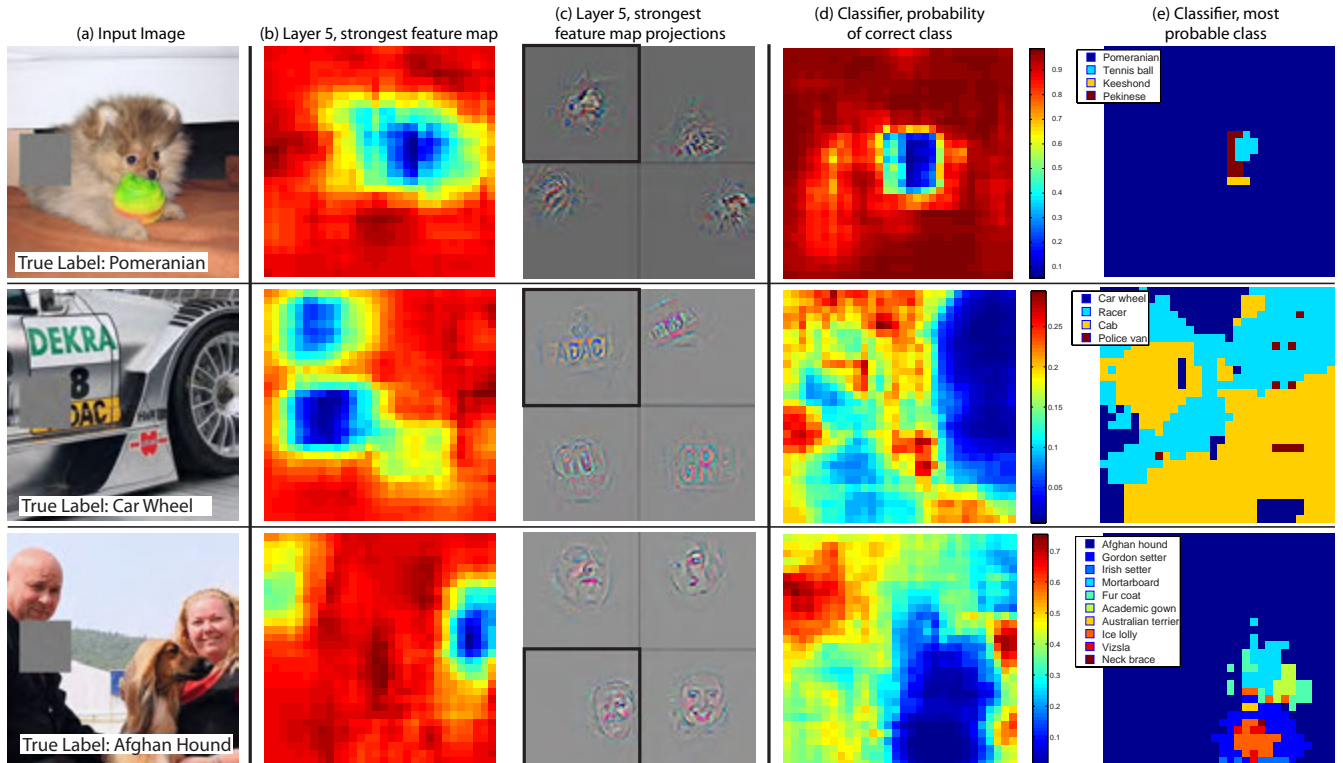 (a) Input Image
(b) Layer 5, strongest feature map
(c) Layer 5, strongest
feature map projections
(d) Classifier, probability
of correct class
(e) Classifier, most
probable class
True Label: Pomeranian
0.9
0.8
0.7
0.6
0.5
0.4
0.3
0.2
0.1
Pomeranian
Tennis ball
Keeshond
Pekinese
DEKRA
8
ADAC
True Label: Car Wheel
ADAC
GR
0.25
0.2
0.15
0.1
0.05
Car wheel
Racer
Cab
Police van
True Label: Afghan Hound
0.7
0.6
0.5
0.4
0.3
0.2
0.1
Afghan hound
Gordon setter
Irish setter
Mortarboard
Fur coat
Academic gown
Australian terrier
Ice lolly
Vizsla
Neck brace